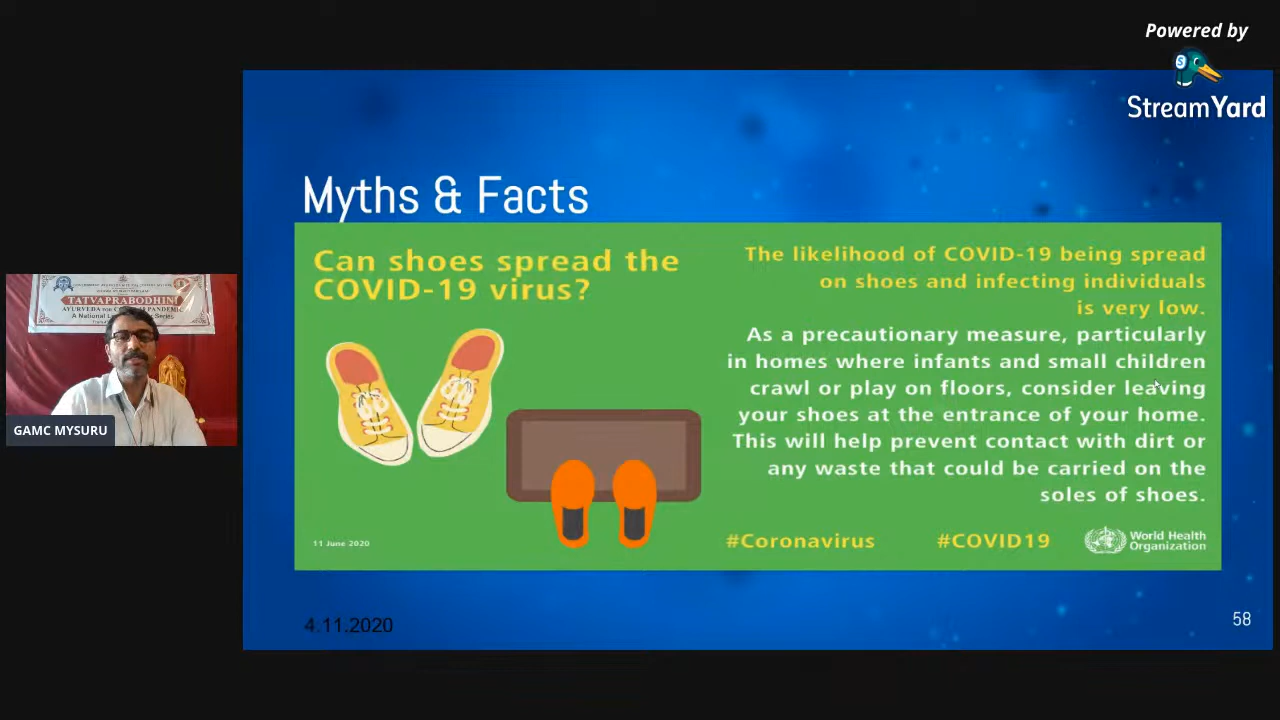 Powered by
StreamYard
Myths & Facts
Can shoes spread the
COVID-19 virus?
The likelihood of COVID-19 being spread
on shoes and infecting individuals
is very low.
As a precautionary measure, particularly
in homes where infants and small children
crawl or play on floors, consider leaving
your shoes at the entrance of your home.
This will help prevent contact with dirt or
any waste that could be carried on the
soles of shoes.
11 June 2020
#Coronavirus #COVID19
World Health
Organization
TATVAPRABODHINI
A National
Series
GAMC MYSURU
4.11.2020
58